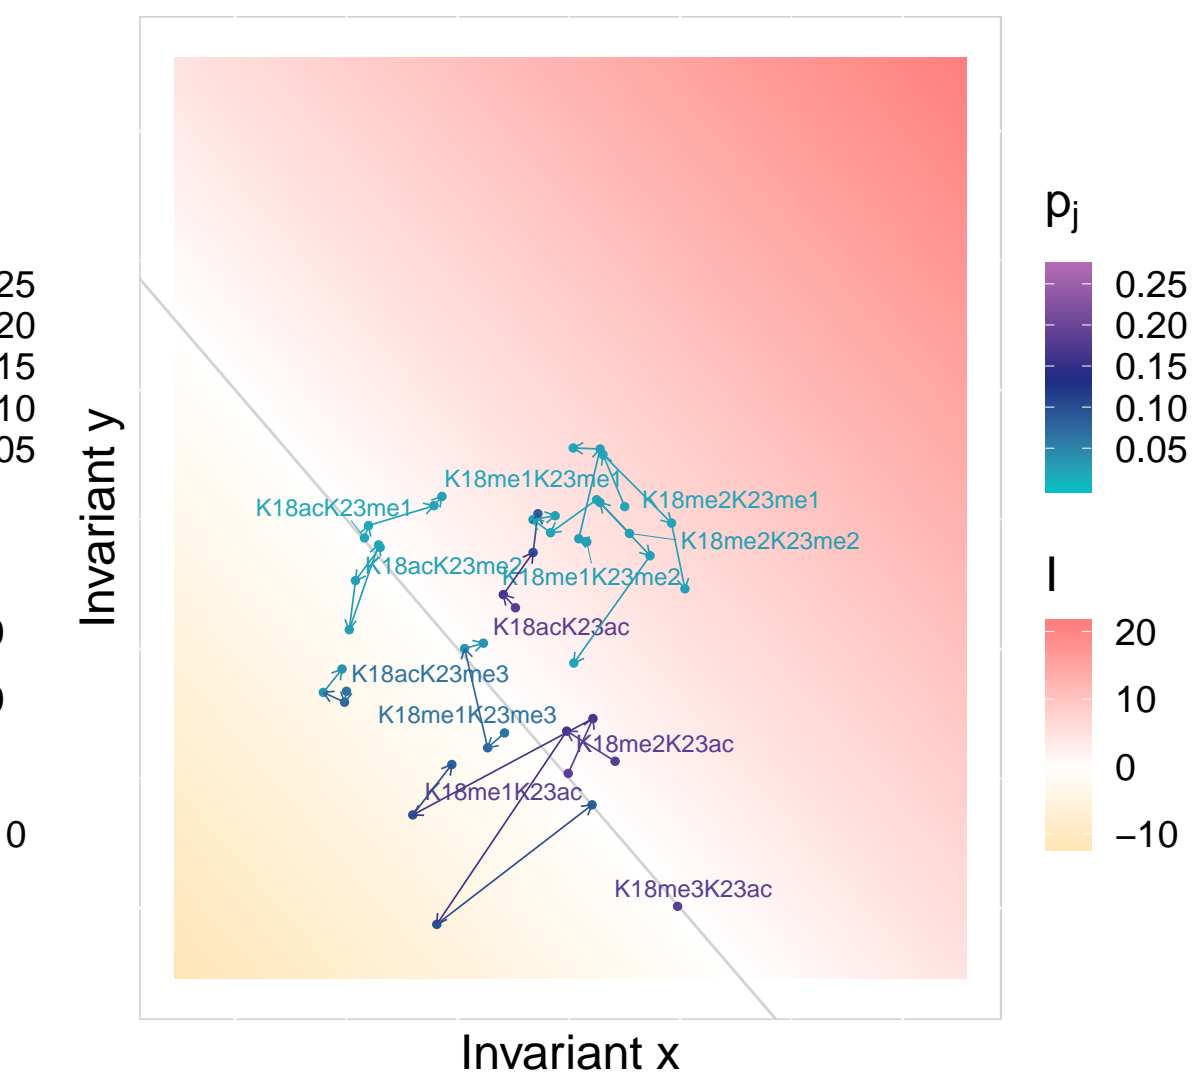 25
20
15
10
05
0
0
0
Invariant y
K18me1K23me1
K18acK23me1
K18me2K23me1
K18me2K23me2
K18acK23me2
K18me1K23me2
K18acK23ac
K18acK23me3
K18me1K23me3
K18me2K23ac
K18me1K23ac
K18me3K23ac
Invariant x
pj
0.25
0.20
0.15
0.10
0.05
I
20
10
0
−10